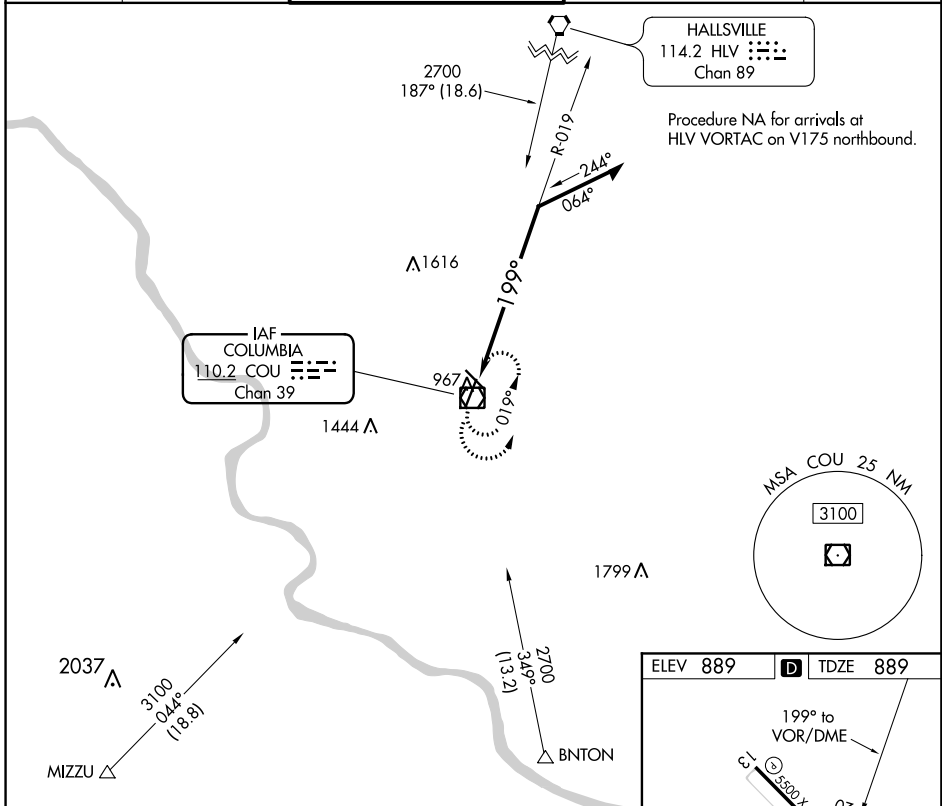 HALLSVILLE
114.2 HLV
Chan 89
2700
187° (18.6)
R-019
Procedure NA for arrivals at
HLV VORTAC on V175 northbound.
244°
064°
1616
199°
IAF
COLUMBIA
110.2 COU
Chan 39
967
019°
1444
MSA COU 25 NM
3100
1799
2037
3100
044°
(18.8)
MIZZU
2700
349°
(13.2)
BNTON
ELEV 889 D TDZE 889
199° to
VOR/DME
13
P
5500 X